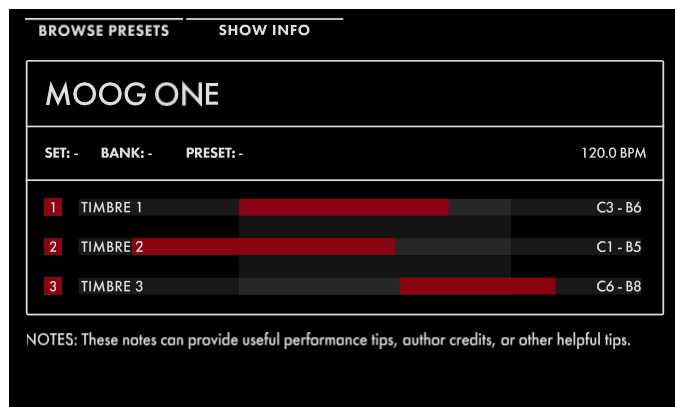 BROWSE PRESETS SHOW INFO
MOOG ONE
SET: - BANK: - PRESET: - 120.0 BPM
1 TIMBRE 1 C3 - B6
2 TIMBRE 2 C1 - B5
3 TIMBRE 3 C6 - B8
NOTES: These notes can provide useful performance tips, author credits, or other helpful tips.